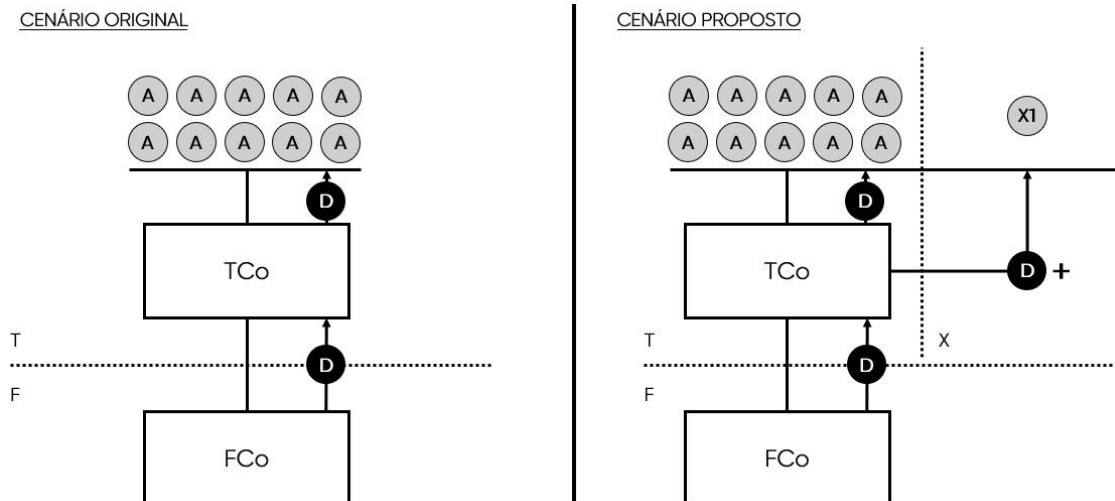 CENÁRIO ORIGINAL
A A A A A
A A A A A
D
TCo
T
D
F
FCo
CENÁRIO PROPOSTO
A A A A A
X1
A A A A A
D
TCo
D +
T
X
D
F
FCo